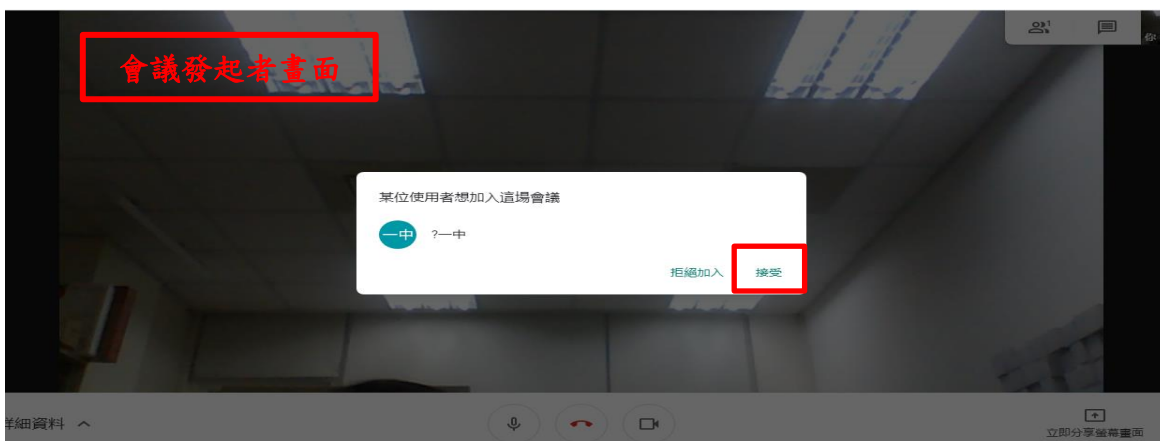 會議發起者畫面
1
你
某位使用者想加入這場會議
一中 ?一中
拒絕加入 接受
詳細資料
立即分享螢幕畫面